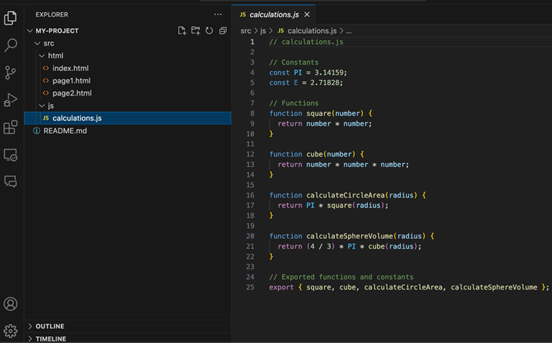 EXPLORER
MY-PROJECT
src
html
index.html
page1.html
page2.html
js
JS calculations.js
README.md
OUTLINE
TIMELINE
JS calculations.js
src > js > JS calculations.js > ...
1 // calculations.js
2
3 // Constants
4 const PI = 3.14159;
5 const E = 2.71828;
6
7 // Functions
8 function square(number) {
9 return number * number;
10 }
11
12 function cube(number) {
13 return number * number * number;
14 }
15
16 function calculateCircleArea(radius) {
17 return PI * square(radius);
18 }
19
20 function calculateSphereVolume(radius) {
21 return (4 / 3) * PI * cube(radius);
22 }
23
24 // Exported functions and constants
25 export { square, cube, calculateCircleArea, calculateSphereVolume };